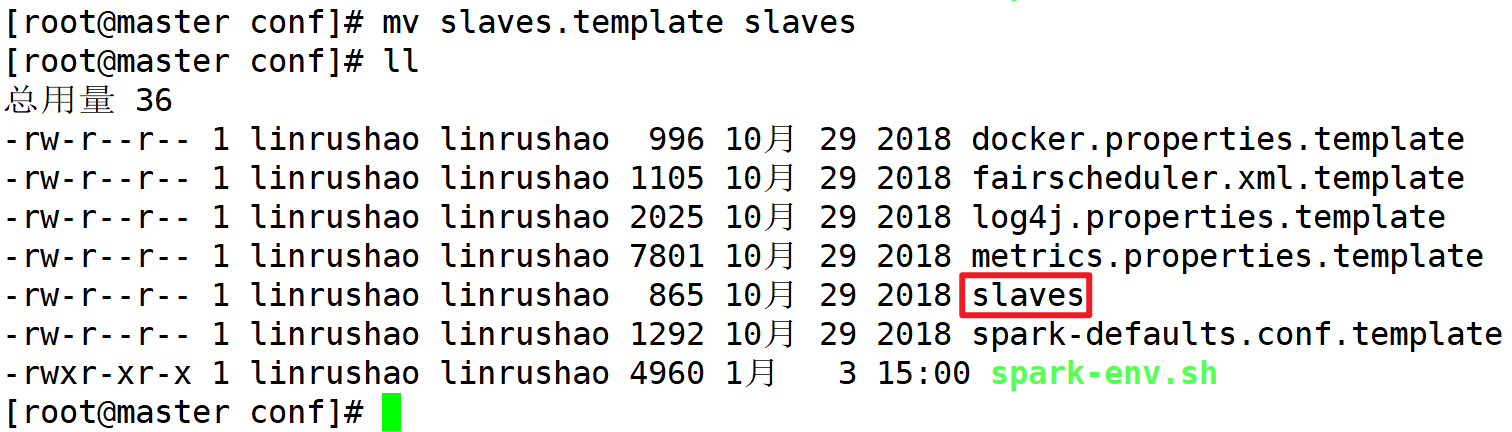 [root@master conf]# mv slaves.template slaves
[root@master conf]# ll
总用量 36
-rw-r--r-- 1 linrushao linrushao  996 10月 29 2018 docker.properties.template
-rw-r--r-- 1 linrushao linrushao 1105 10月 29 2018 fairscheduler.xml.template
-rw-r--r-- 1 linrushao linrushao 2025 10月 29 2018 log4j.properties.template
-rw-r--r-- 1 linrushao linrushao 7801 10月 29 2018 metrics.properties.template
-rw-r--r-- 1 linrushao linrushao  865 10月 29 2018 slaves
-rw-r--r-- 1 linrushao linrushao 1292 10月 29 2018 spark-defaults.conf.template
-rwxr-xr-x 1 linrushao linrushao 4960 1月   3 15:00 spark-env.sh
[root@master conf]#